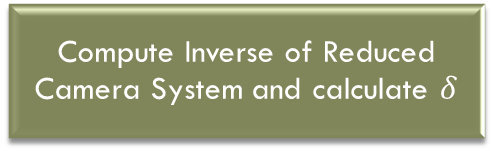 Compute Inverse of Reduced
Camera System and calculate δ